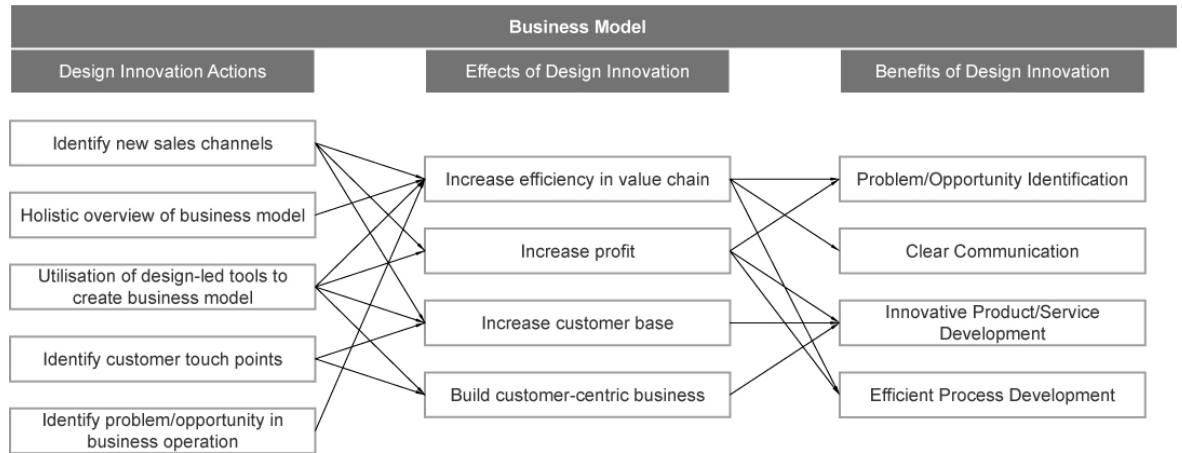 Business Model
Design Innovation Actions
Effects of Design Innovation
Benefits of Design Innovation
Identify new sales channels
Holistic overview of business model
Utilisation of design-led tools to
create business model
Identify customer touch points
Identify problem/opportunity in
business operation
Increase efficiency in value chain
Increase profit
Increase customer base
Build customer-centric business
Problem/Opportunity Identification
Clear Communication
Innovative Product/Service
Development
Efficient Process Development